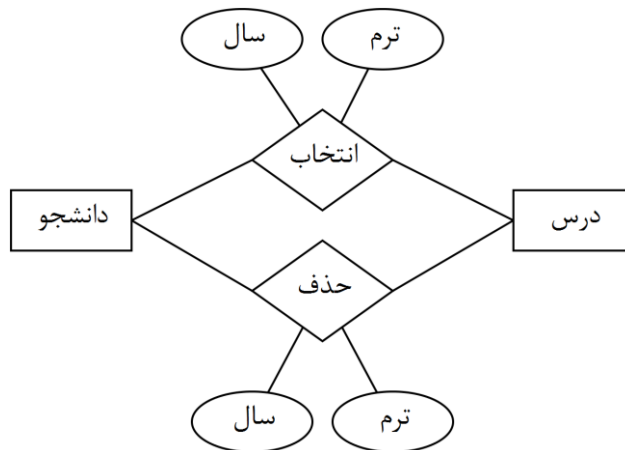 ترم
سال
انتخاب
درس
دانشجو
حذف
ترم
سال